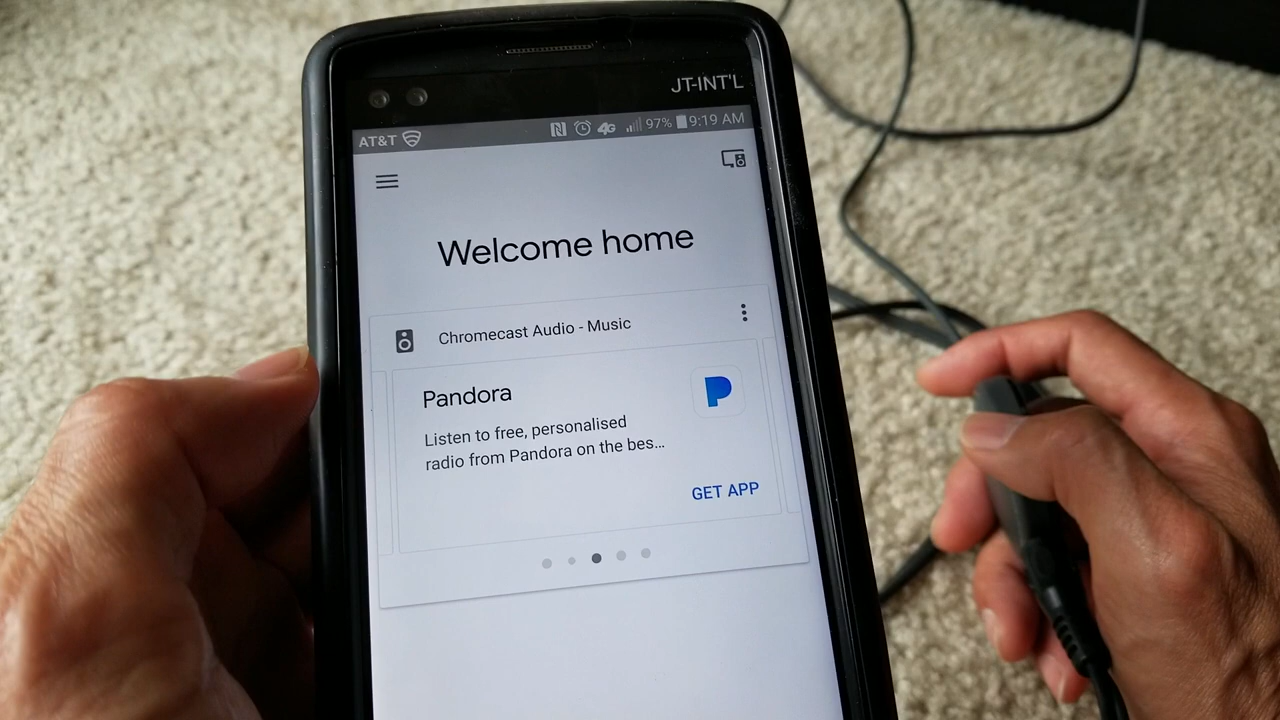 JT-INT'L
AT&T 4G 97% 9:19 AM
Welcome home
Chromecast Audio - Music
Pandora
P
Listen to free, personalised
radio from Pandora on the bes...
GET APP